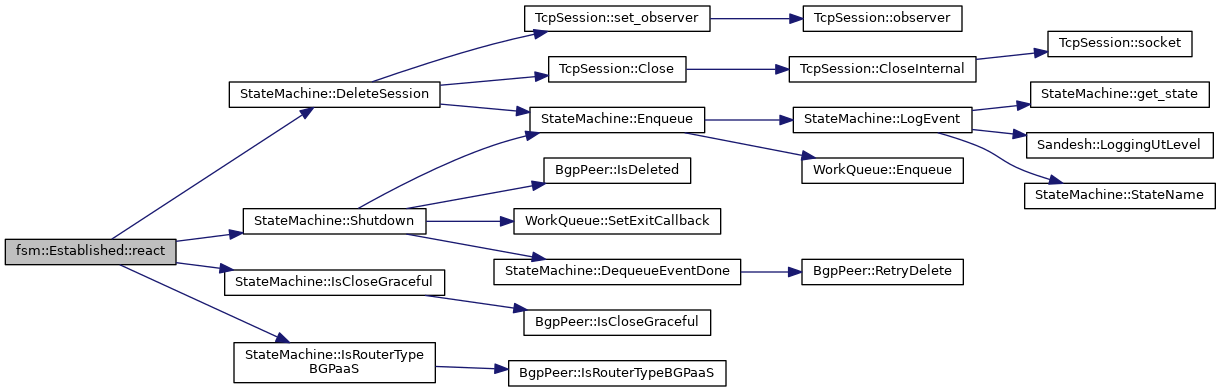 TcpSession::set_observer
TcpSession::observer
TcpSession::socket
TcpSession::Close
TcpSession::CloseInternal
StateMachine::DeleteSession
StateMachine::get_state
StateMachine::Enqueue
StateMachine::LogEvent
Sandesh::LoggingUtLevel
BgpPeer::IsDeleted
WorkQueue::Enqueue
StateMachine::StateName
StateMachine::Shutdown
WorkQueue::SetExitCallback
fsm::Established::react
StateMachine::DequeueEventDone
BgpPeer::RetryDelete
StateMachine::IsCloseGraceful
BgpPeer::IsCloseGraceful
StateMachine::IsRouterType
BGPaaS
BgpPeer::IsRouterTypeBGPaaS